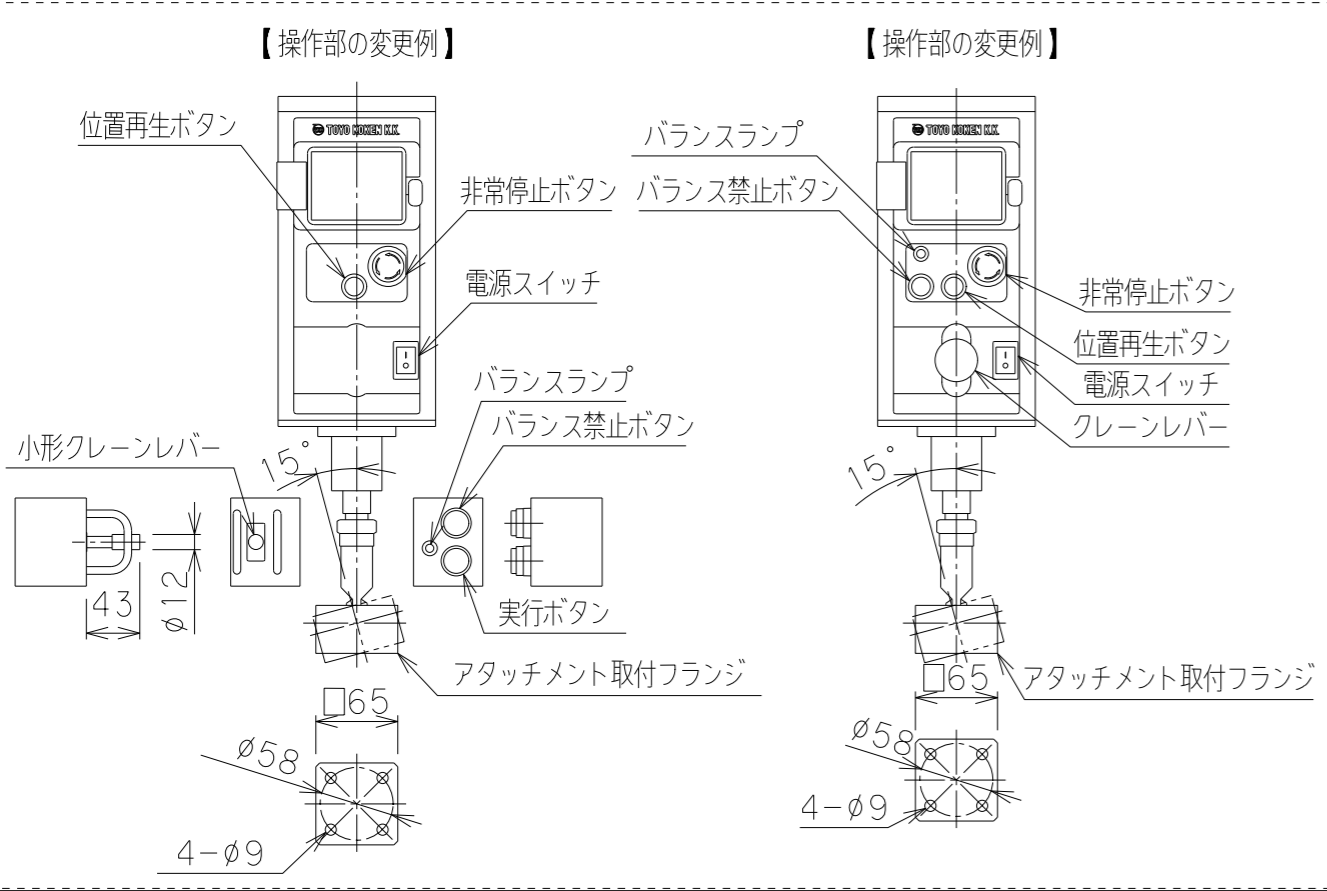 【操作部の変更例】
TOYO KOKEN K.K.
位置再生ボタン
非常停止ボタン
電源スイッチ
バランスランプ
バランス禁止ボタン
小形クレーンレバー
15°
43
ø12
実行ボタン
アタッチメント取付フランジ
□65
ø58
4-ø9
【操作部の変更例】
TOYO KOKEN K.K.
バランスランプ
バランス禁止ボタン
非常停止ボタン
位置再生ボタン
電源スイッチ
クレーンレバー
15°
アタッチメント取付フランジ
□65
ø58
4-ø9